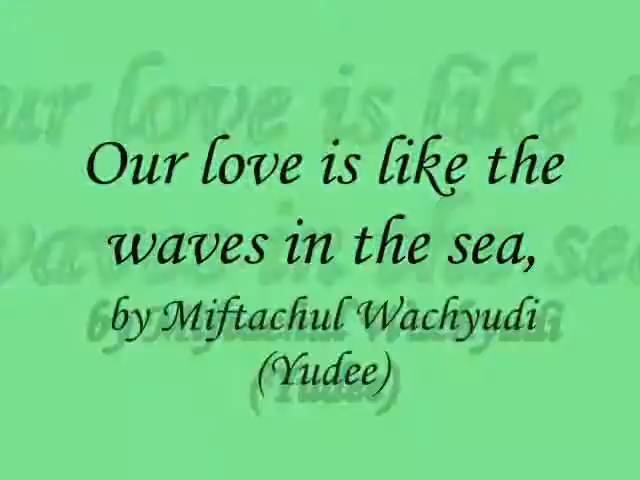 Our love is like the
waves in the sea,
by Miftachul Wachyudi
(Yudee)